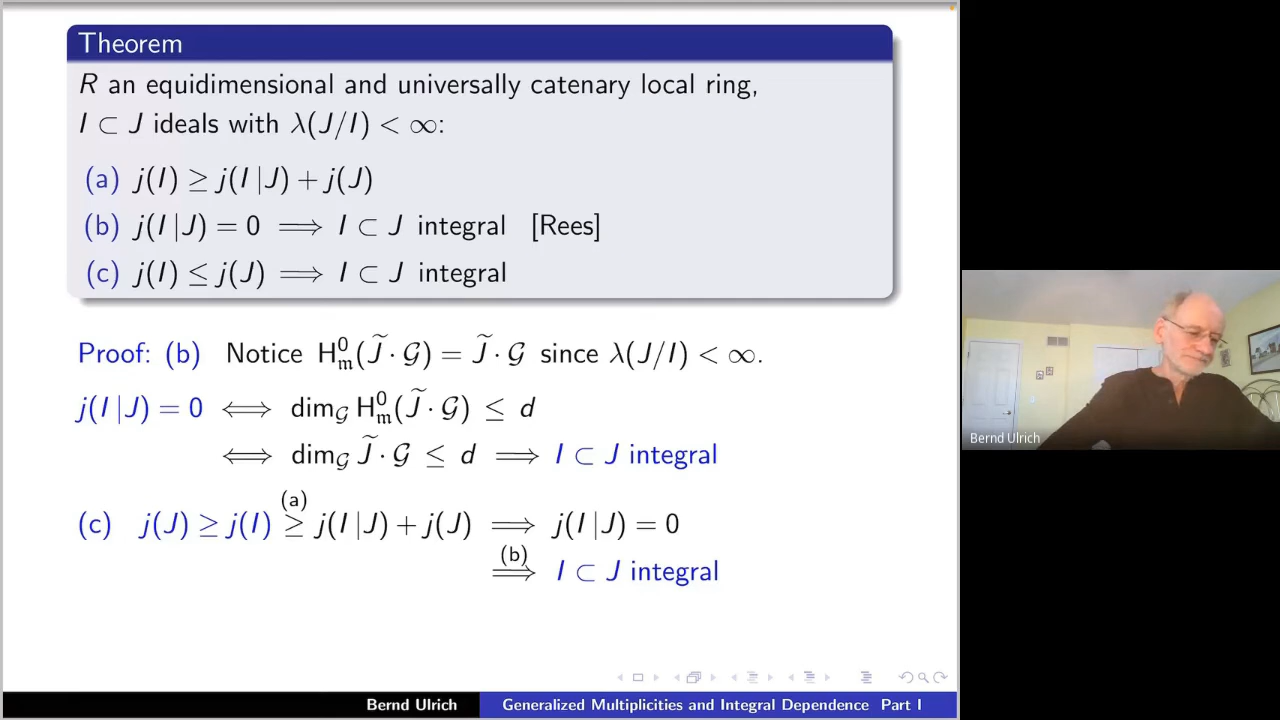 Theorem
R an equidimensional and universally catenary local ring,
I ⊂ J ideals with λ(J/I) < ∞:
(a) j(I) ≥ j(I | J) + j(J)
(b) j(I | J) = 0 ⟹ I ⊂ J integral [Rees]
(c) j(I) ≤ j(J) ⟹ I ⊂ J integral
Proof: (b) Notice H⁰_𝔪(J̃ · 𝒢) = J̃ · 𝒢 since λ(J/I) < ∞.
j(I | J) = 0 ⟺ dim_𝒢 H⁰_𝔪(J̃ · 𝒢) ≤ d
⟺ dim_𝒢 J̃ · 𝒢 ≤ d ⟹ I ⊂ J integral
(a)
(c) j(J) ≥ j(I) ≥ j(I | J) + j(J) ⟹ j(I | J) = 0
(b)
⟹ I ⊂ J integral
Bernd Ulrich
Bernd Ulrich Generalized Multiplicities and Integral Dependence Part I